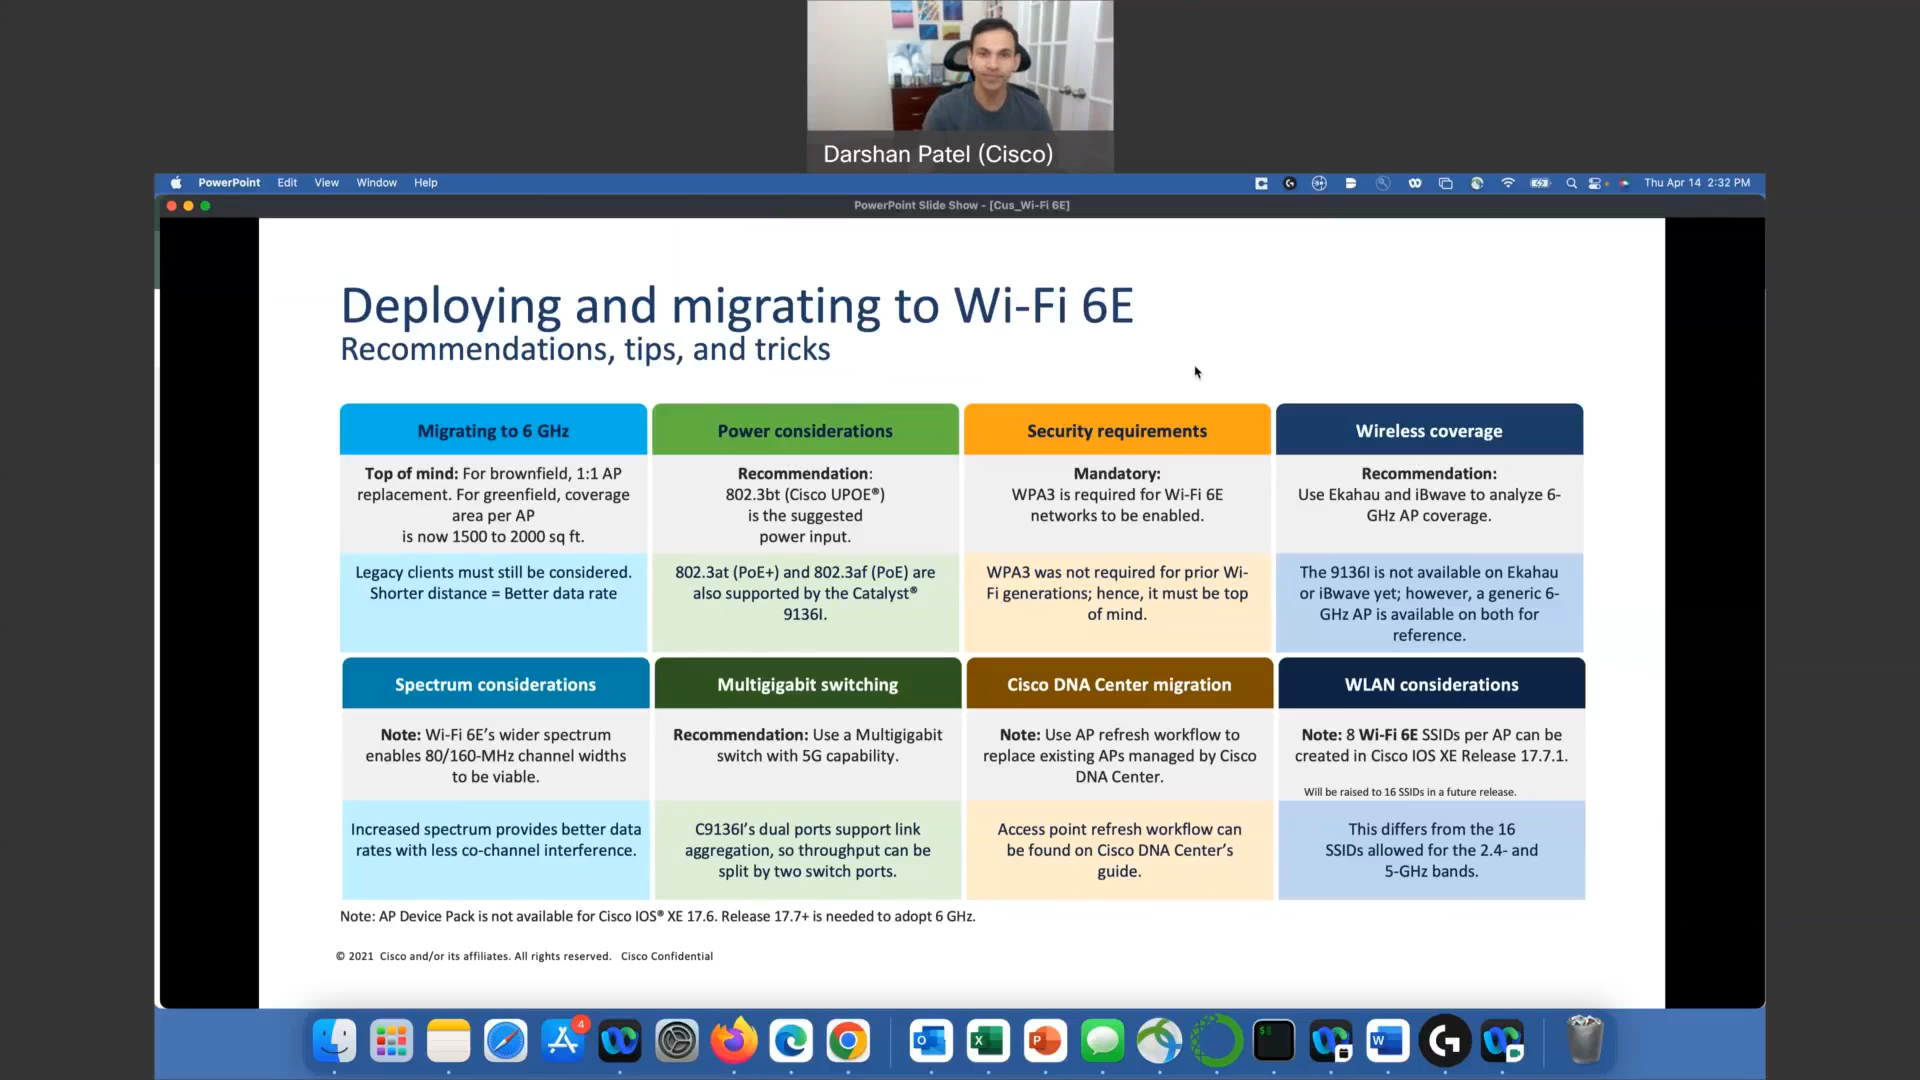 Darshan Patel (Cisco)
PowerPoint Edit View Window Help
Thu Apr 14 2:32 PM
PowerPoint Slide Show - [Cus_Wi-Fi 6E]
Deploying and migrating to Wi-Fi 6E
Recommendations, tips, and tricks
Migrating to 6 GHz
Top of mind: For brownfield, 1:1 AP
replacement. For greenfield, coverage
area per AP
is now 1500 to 2000 sq ft.
Legacy clients must still be considered.
Shorter distance = Better data rate
Power considerations
Recommendation:
802.3bt (Cisco UPOE®)
is the suggested
power input.
802.3at (PoE+) and 802.3af (PoE) are
also supported by the Catalyst®
9136I.
Security requirements
Mandatory:
WPA3 is required for Wi-Fi 6E
networks to be enabled.
WPA3 was not required for prior Wi-
Fi generations; hence, it must be top
of mind.
Wireless coverage
Recommendation:
Use Ekahau and iBwave to analyze 6-
GHz AP coverage.
The 9136I is not available on Ekahau
or iBwave yet; however, a generic 6-
GHz AP is available on both for
reference.
Spectrum considerations
Note: Wi-Fi 6E's wider spectrum
enables 80/160-MHz channel widths
to be viable.
Increased spectrum provides better data
rates with less co-channel interference.
Multigigabit switching
Recommendation: Use a Multigigabit
switch with 5G capability.
C9136I's dual ports support link
aggregation, so throughput can be
split by two switch ports.
Cisco DNA Center migration
Note: Use AP refresh workflow to
replace existing APs managed by Cisco
DNA Center.
Access point refresh workflow can
be found on Cisco DNA Center's
guide.
WLAN considerations
Note: 8 Wi-Fi 6E SSIDs per AP can be
created in Cisco IOS XE Release 17.7.1.
Will be raised to 16 SSIDs in a future release.
This differs from the 16
SSIDs allowed for the 2.4- and
5-GHz bands.
Note: AP Device Pack is not available for Cisco IOS® XE 17.6. Release 17.7+ is needed to adopt 6 GHz.
© 2021 Cisco and/or its affiliates. All rights reserved. Cisco Confidential
4